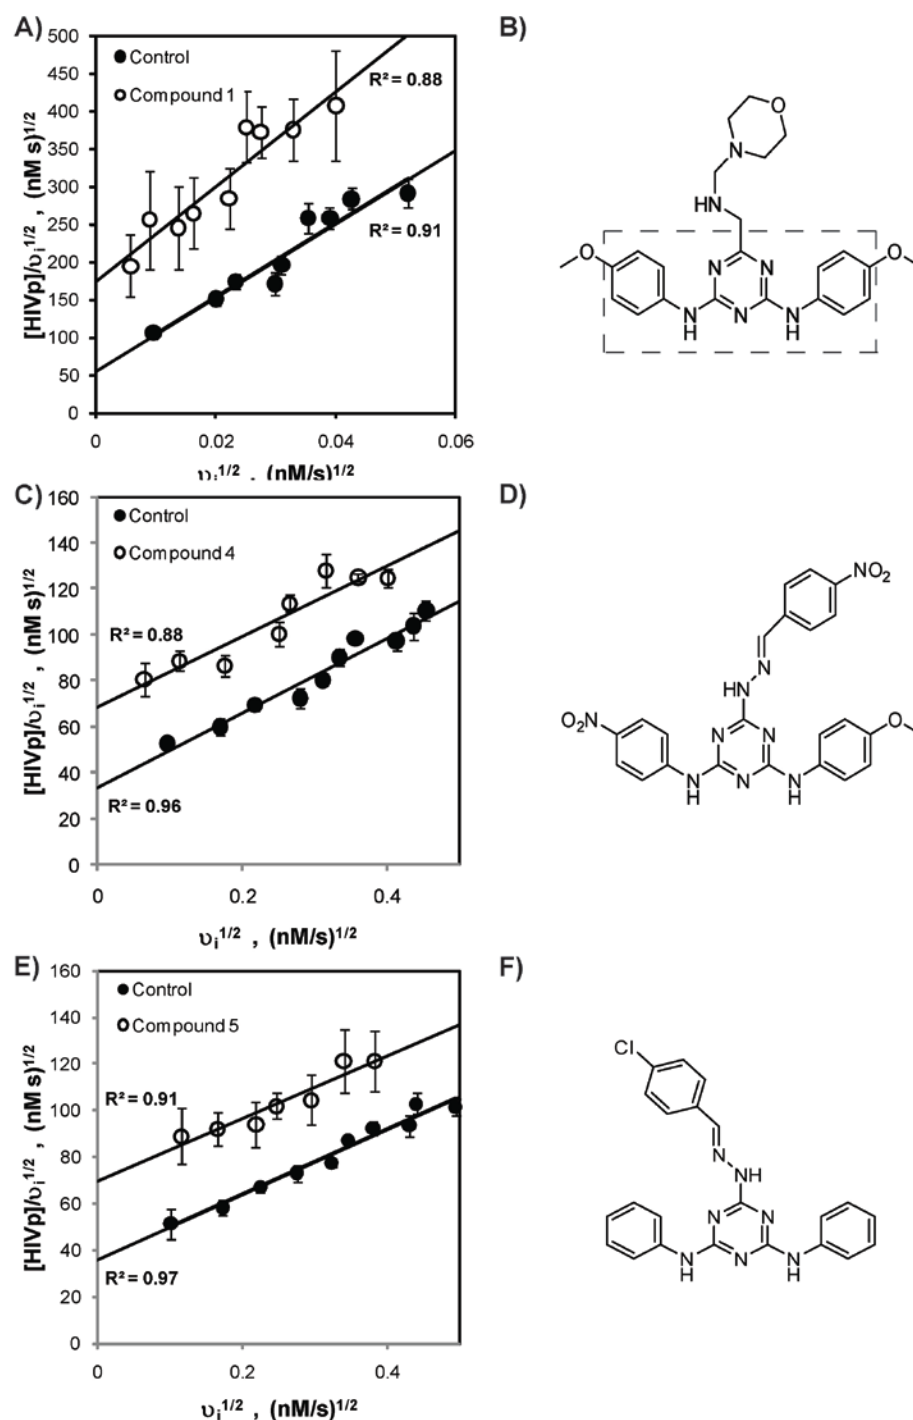 A)
500
450
400
350
300
250
200
150
100
50
0
[HIVp]/υi1/2 , (nM s)1/2
Control
Compound 1
R² = 0.88
R² = 0.91
0 0.02 0.04 0.06
υi1/2 , (nM/s)1/2
B)
O
N
HN
O
N N
N
N
H
N
H
O
C)
160
140
120
100
80
60
40
20
0
[HIVp]/υi1/2 , (nM s)1/2
Control
Compound 4
R² = 0.88
R² = 0.96
0 0.2 0.4
υi1/2 , (nM/s)1/2
D)
NO2
N
HN
O2N
N N
N
N
H
N
H
O
E)
160
140
120
100
80
60
40
20
0
[HIVp]/υi1/2 , (nM s)1/2
Control
Compound 5
R² = 0.91
R² = 0.97
0 0.2 0.4
υi1/2 , (nM/s)1/2
F)
Cl
N
NH
N N
N
N
H
N
H